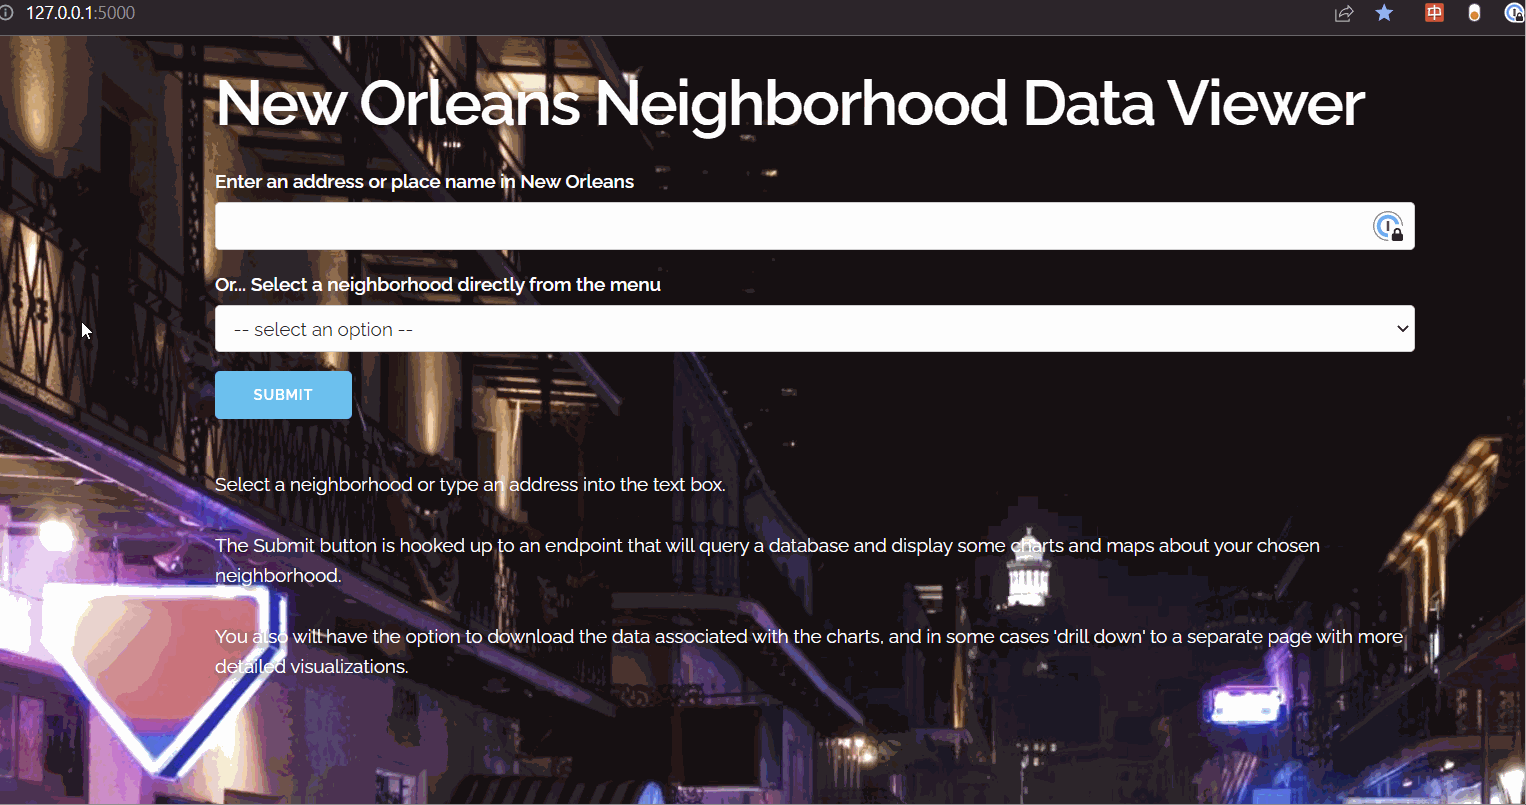 127.0.0.1:5000
中
New Orleans Neighborhood Data Viewer
Enter an address or place name in New Orleans
Or... Select a neighborhood directly from the menu
-- select an option --
SUBMIT
Select a neighborhood or type an address into the text box.
The Submit button is hooked up to an endpoint that will query a database and display some charts and maps about your chosen
neighborhood.
You also will have the option to download the data associated with the charts, and in some cases 'drill down' to a separate page with more
detailed visualizations.